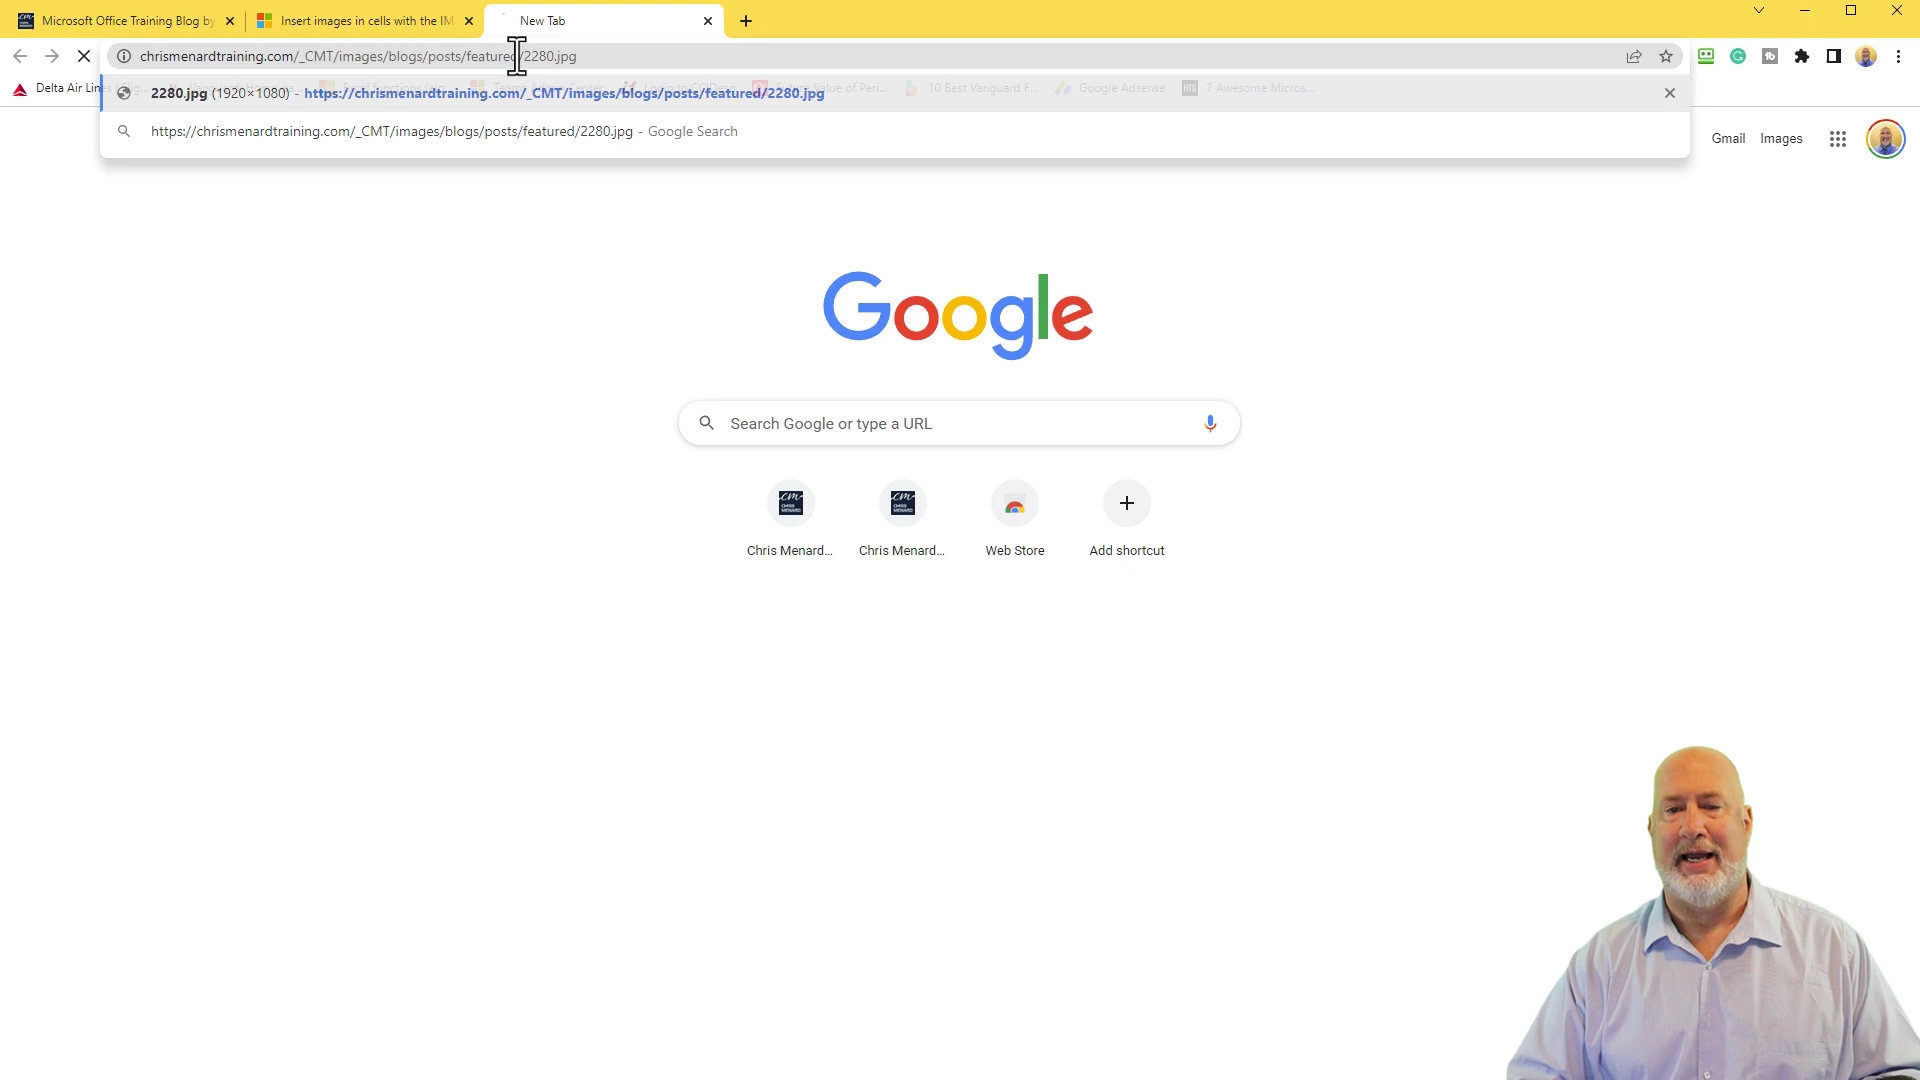 Microsoft Office Training Blog by
Insert images in cells with the IM
New Tab
chrismenardtraining.com/_CMT/images/blogs/posts/featured/2280.jpg
Delta Air Lin
Value of Peri...
10 Best Vanguard F...
Google Adsense
7 Awesome Micros...
2280.jpg (1920×1080) - https://chrismenardtraining.com/_CMT/images/blogs/posts/featured/2280.jpg
https://chrismenardtraining.com/_CMT/images/blogs/posts/featured/2280.jpg - Google Search
Gmail Images
Google
Search Google or type a URL
Chris Menard...
Chris Menard...
Web Store
Add shortcut